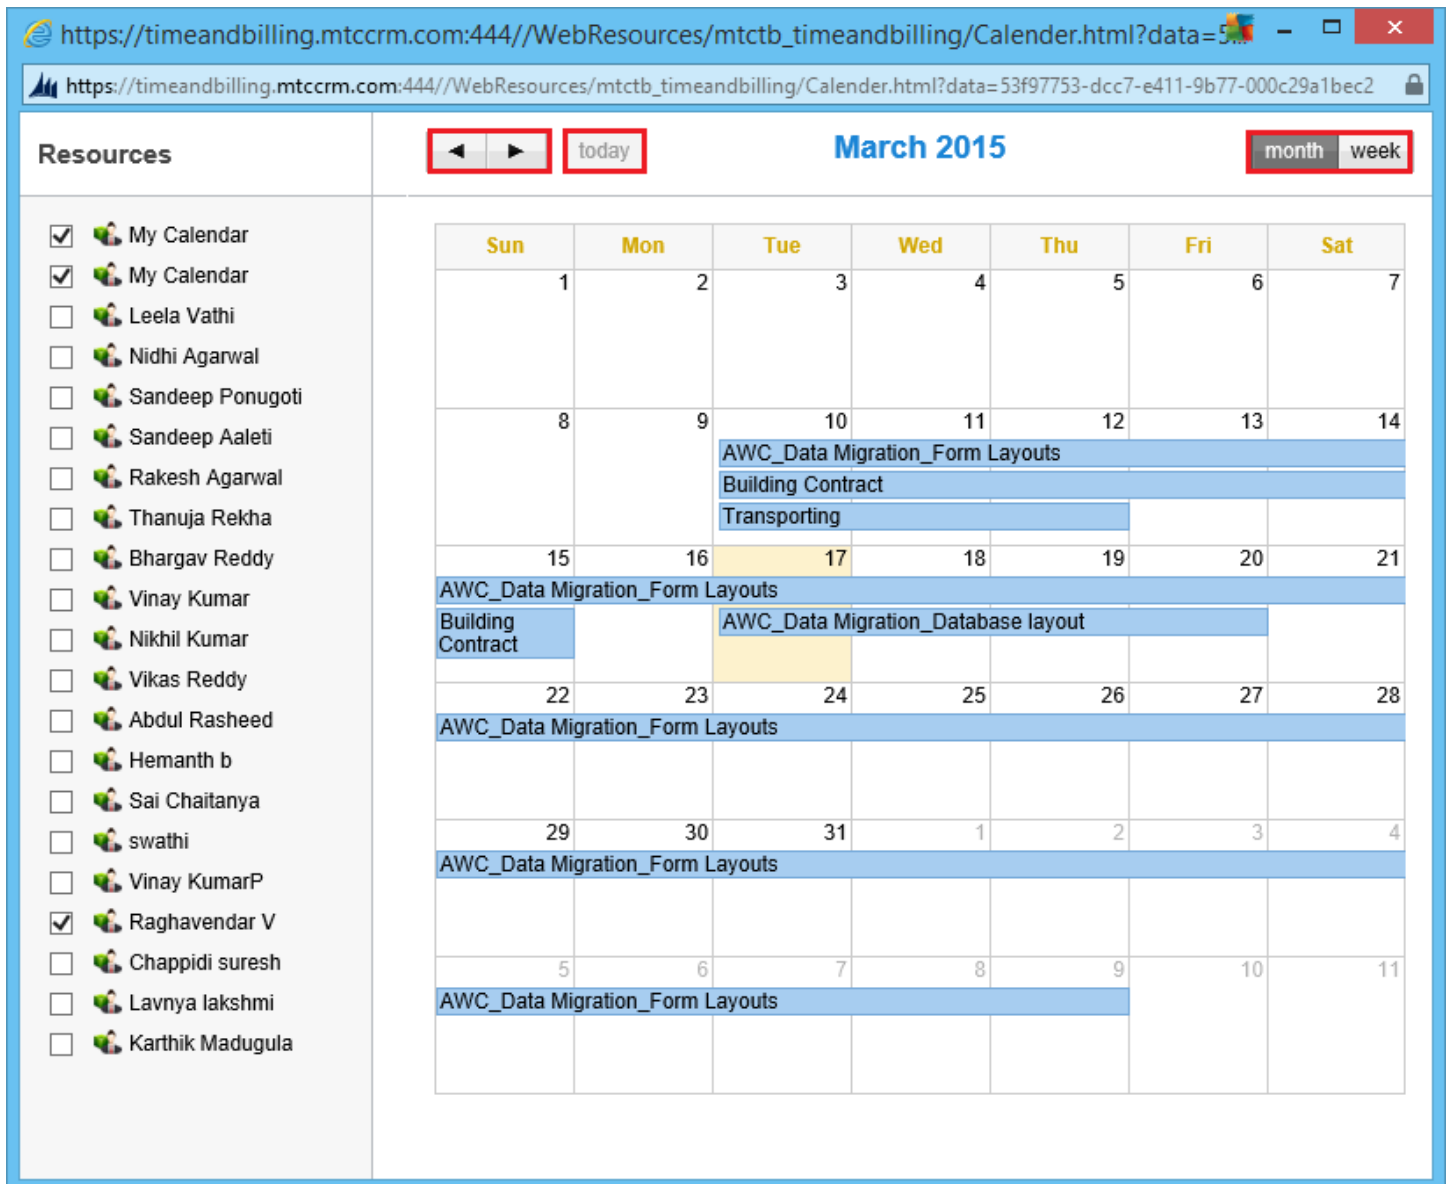 https://timeandbilling.mtccrm.com:444//WebResources/mtctb_timeandbilling/Calender.html?data=5...
https://timeandbilling.mtccrm.com:444//WebResources/mtctb_timeandbilling/Calender.html?data=53f97753-dcc7-e411-9b77-000c29a1bec2
Resources
today
March 2015
month week
My Calendar
My Calendar
Leela Vathi
Nidhi Agarwal
Sandeep Ponugoti
Sandeep Aaleti
Rakesh Agarwal
Thanuja Rekha
Bhargav Reddy
Vinay Kumar
Nikhil Kumar
Vikas Reddy
Abdul Rasheed
Hemanth b
Sai Chaitanya
swathi
Vinay KumarP
Raghavendar V
Chappidi suresh
Lavnya lakshmi
Karthik Madugula
Sun Mon Tue Wed Thu Fri Sat
1 2 3 4 5 6 7
8 9 10 11 12 13 14
AWC_Data Migration_Form Layouts
Building Contract
Transporting
15 16 17 18 19 20 21
AWC_Data Migration_Form Layouts
Building AWC_Data Migration_Database layout
Contract
22 23 24 25 26 27 28
AWC_Data Migration_Form Layouts
29 30 31 1 2 3 4
AWC_Data Migration_Form Layouts
5 6 7 8 9 10 11
AWC_Data Migration_Form Layouts